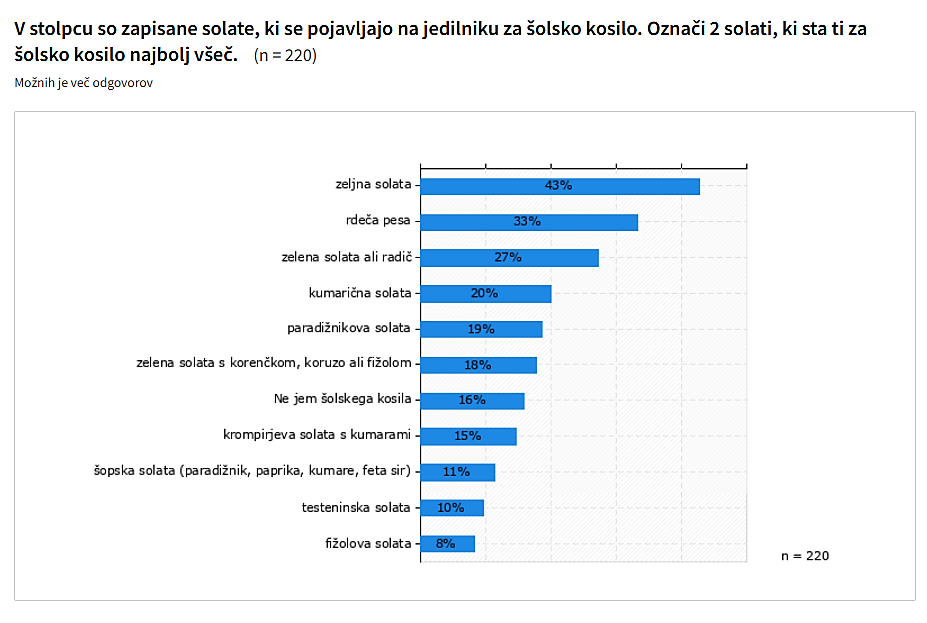 V stolpcu so zapisane solate, ki se pojavljajo na jedilniku za šolsko kosilo. Označi 2 solati, ki sta ti za
šolsko kosilo najbolj všeč. (n = 220)
Možnih je več odgovorov
zeljna solata 43%
rdeča pesa 33%
zelena solata ali radič 27%
kumarična solata 20%
paradižnikova solata 19%
zelena solata s korenčkom, koruzo ali fižolom 18%
Ne jem šolskega kosila 16%
krompirjeva solata s kumarami 15%
šopska solata (paradižnik, paprika, kumare, feta sir) 11%
testeninska solata 10%
fižolova solata 8%
n = 220